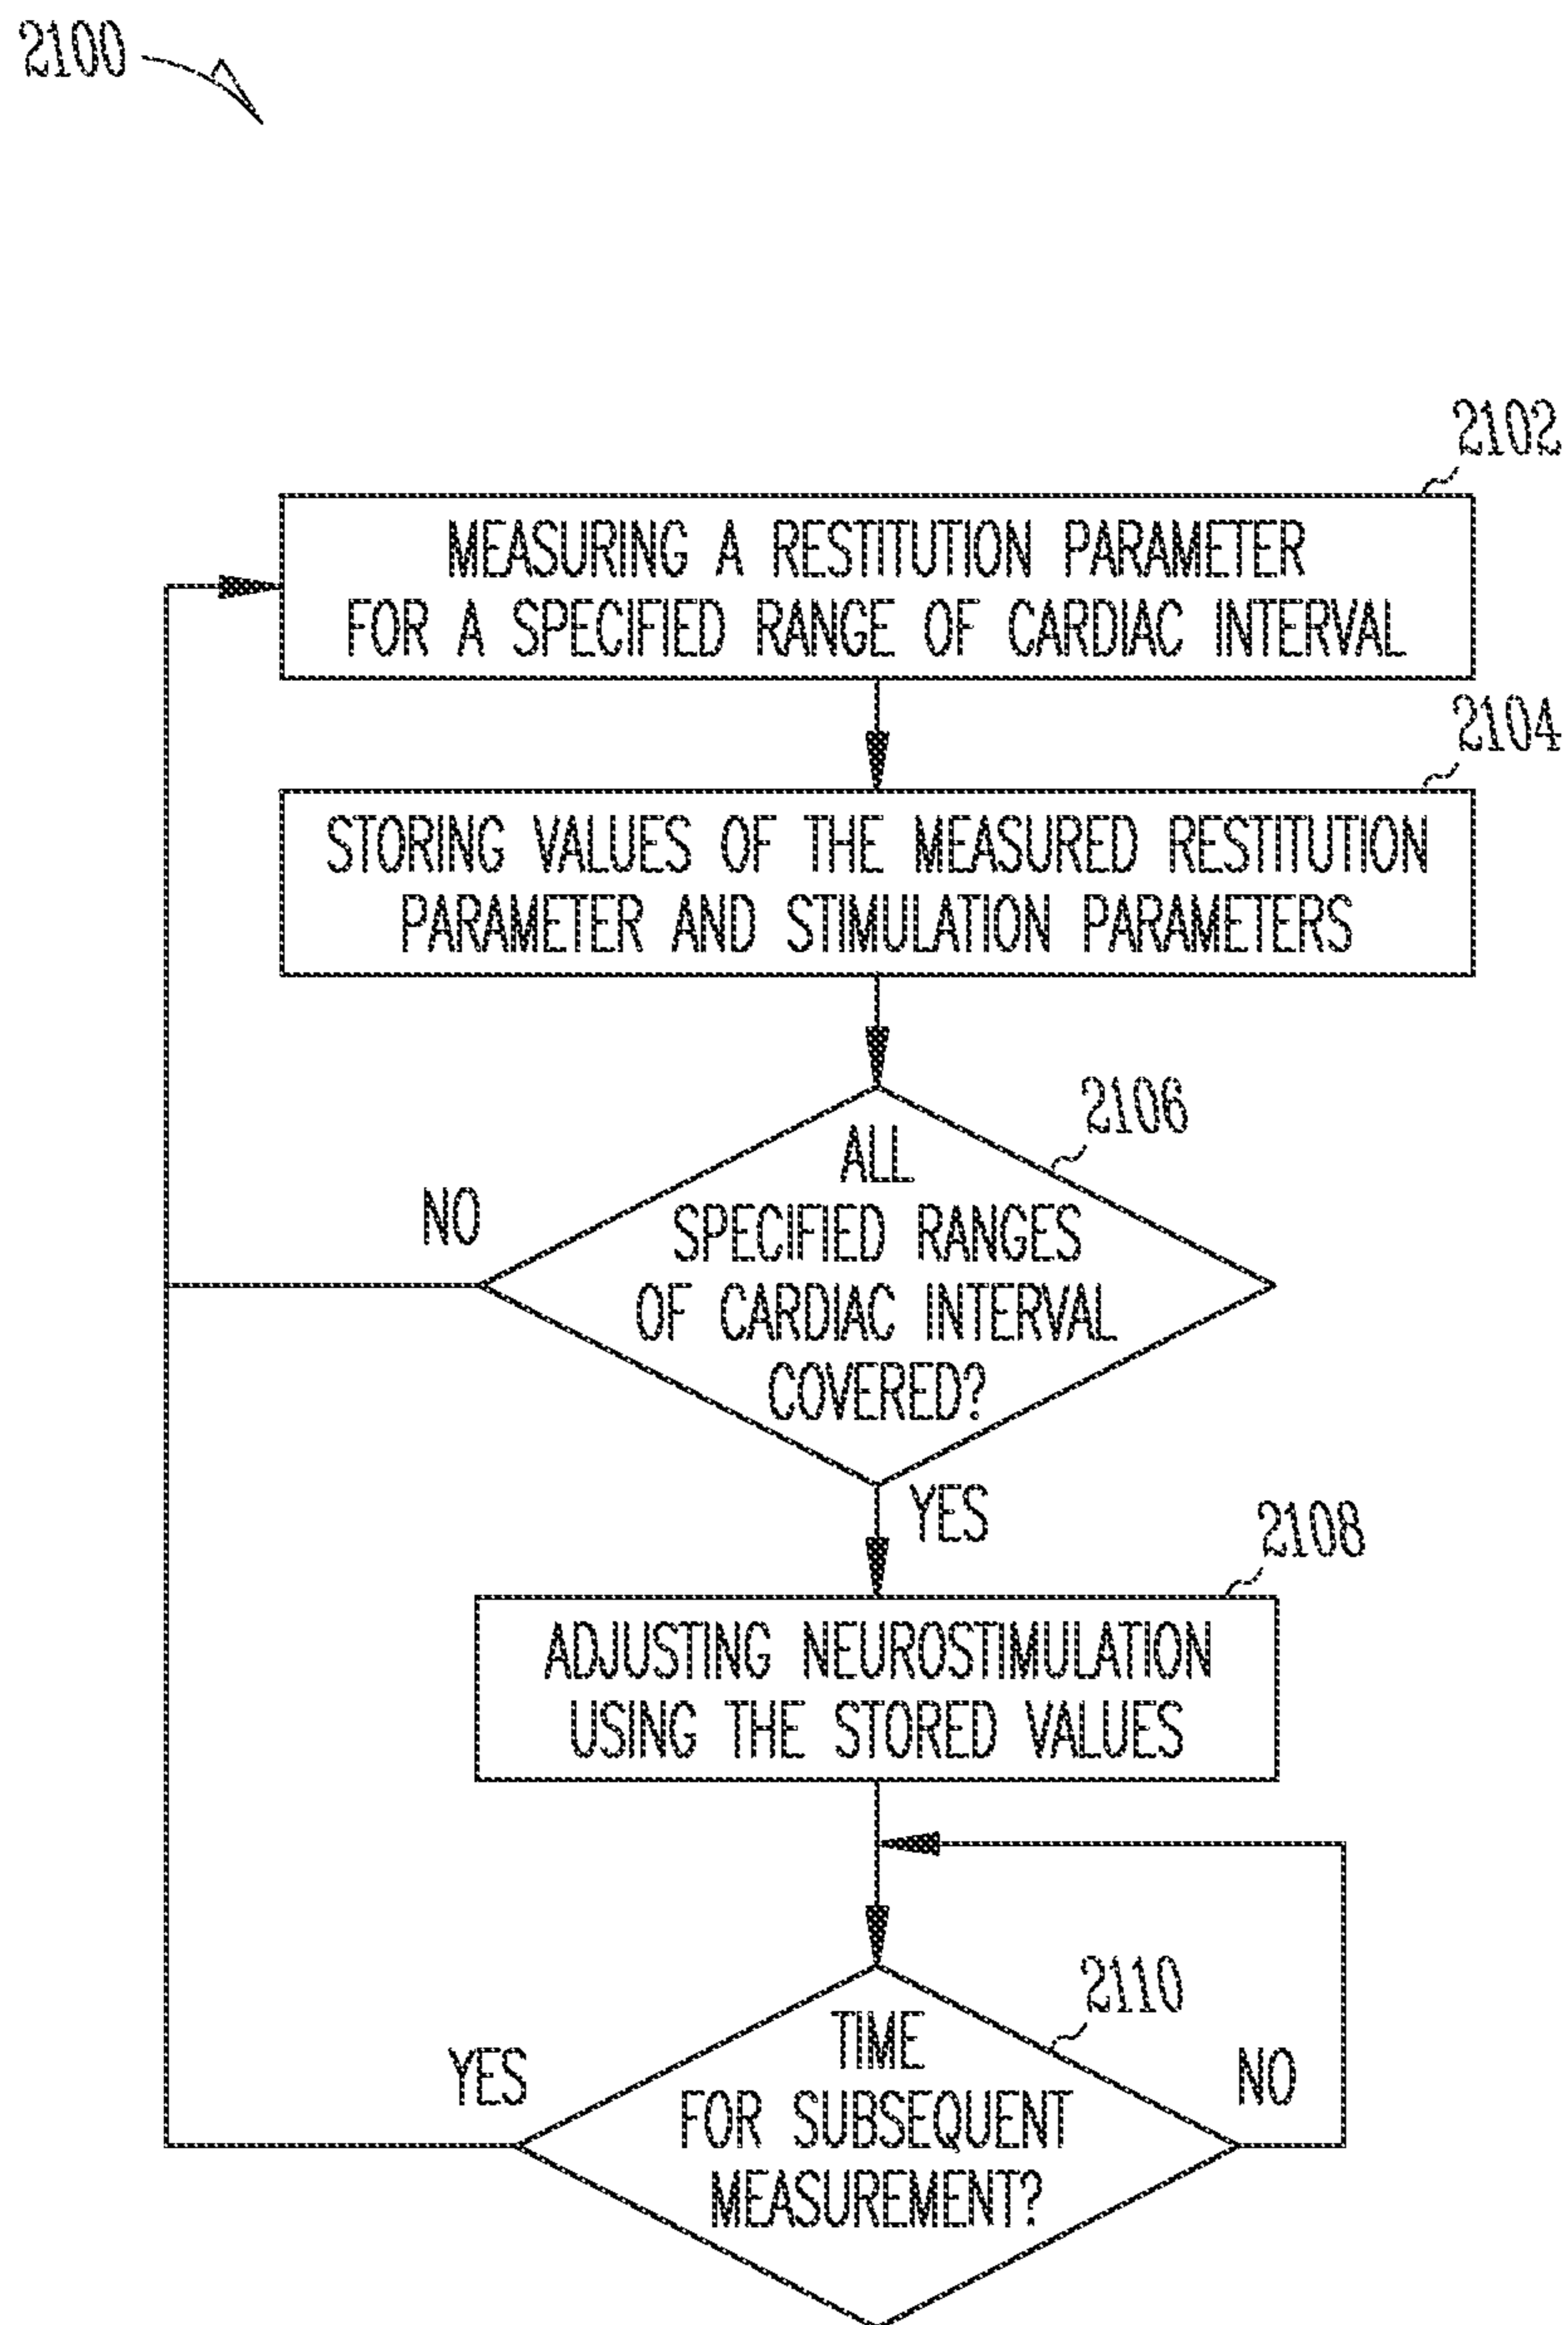 2100
2102
MEASURING A RESTITUTION PARAMETER
FOR A SPECIFIED RANGE OF CARDIAC INTERVAL
2104
STORING VALUES OF THE MEASURED RESTITUTION
PARAMETER AND STIMULATION PARAMETERS
2106
ALL
SPECIFIED RANGES
OF CARDIAC INTERVAL
COVERED?
NO
YES
2108
ADJUSTING NEUROSTIMULATION
USING THE STORED VALUES
2110
TIME
FOR SUBSEQUENT
MEASUREMENT?
YES
NO